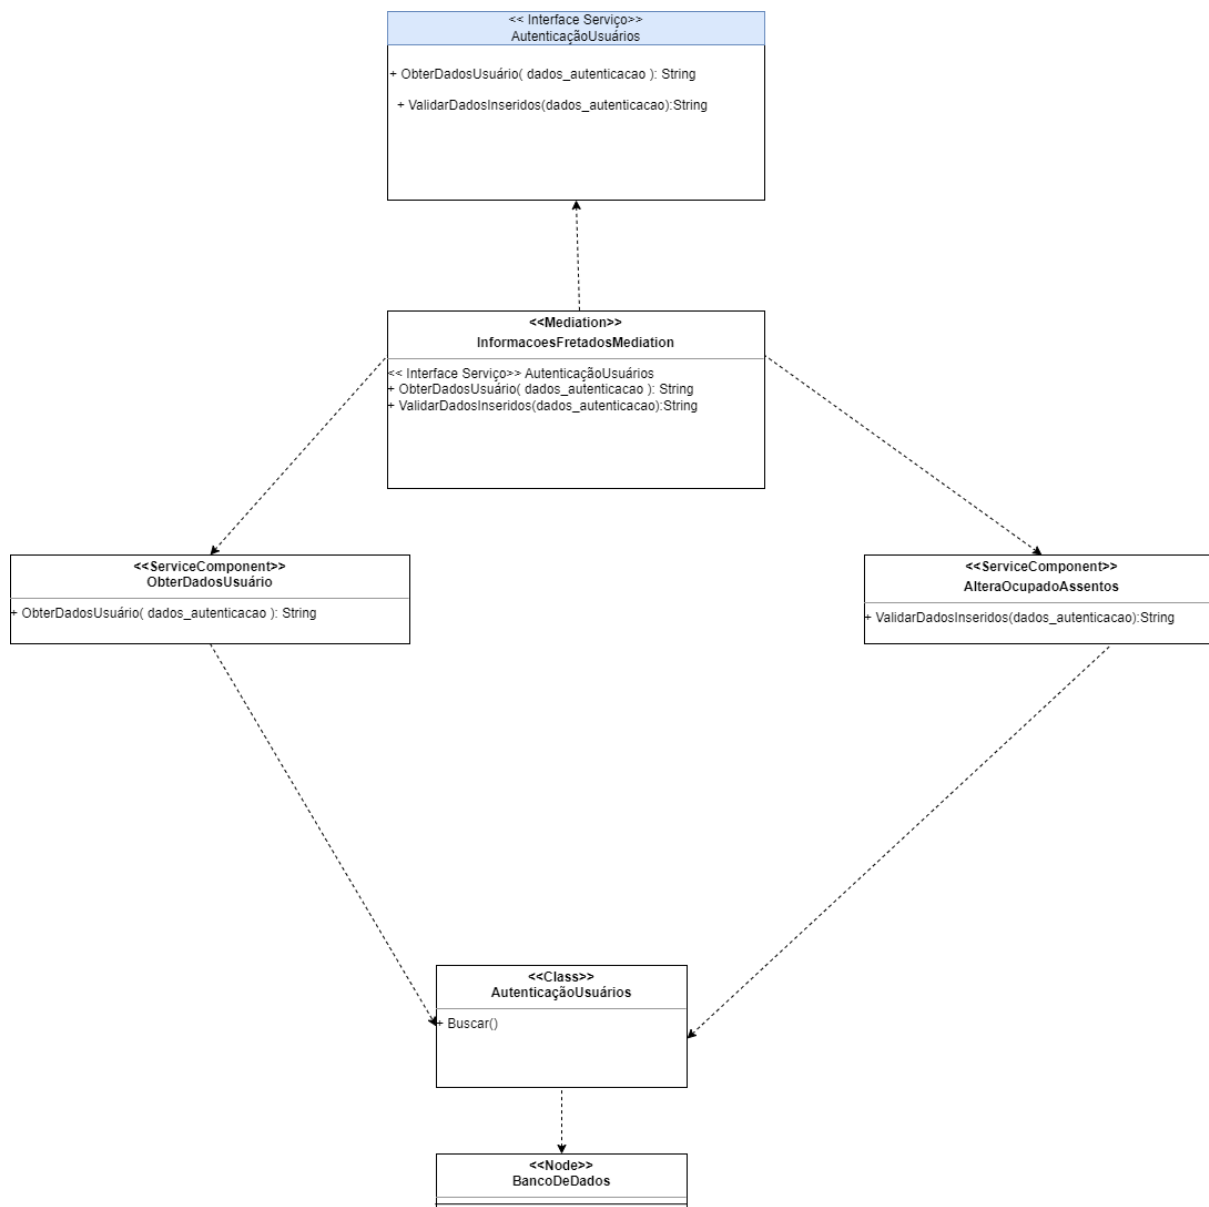 << Interface Serviço>>
AutenticaçãoUsuários
+ ObterDadosUsuário( dados_autenticacao ): String
+ ValidarDadosInseridos(dados_autenticacao):String
<<Mediation>>
InformacoesFretadosMediation
<< Interface Serviço>> AutenticaçãoUsuários
+ ObterDadosUsuário( dados_autenticacao ): String
+ ValidarDadosInseridos(dados_autenticacao):String
<<ServiceComponent>>
ObterDadosUsuário
+ ObterDadosUsuário( dados_autenticacao ): String
<<ServiceComponent>>
AlteraOcupadoAssentos
+ ValidarDadosInseridos(dados_autenticacao):String
<<Class>>
AutenticaçãoUsuários
+ Buscar()
<<Node>>
BancoDeDados